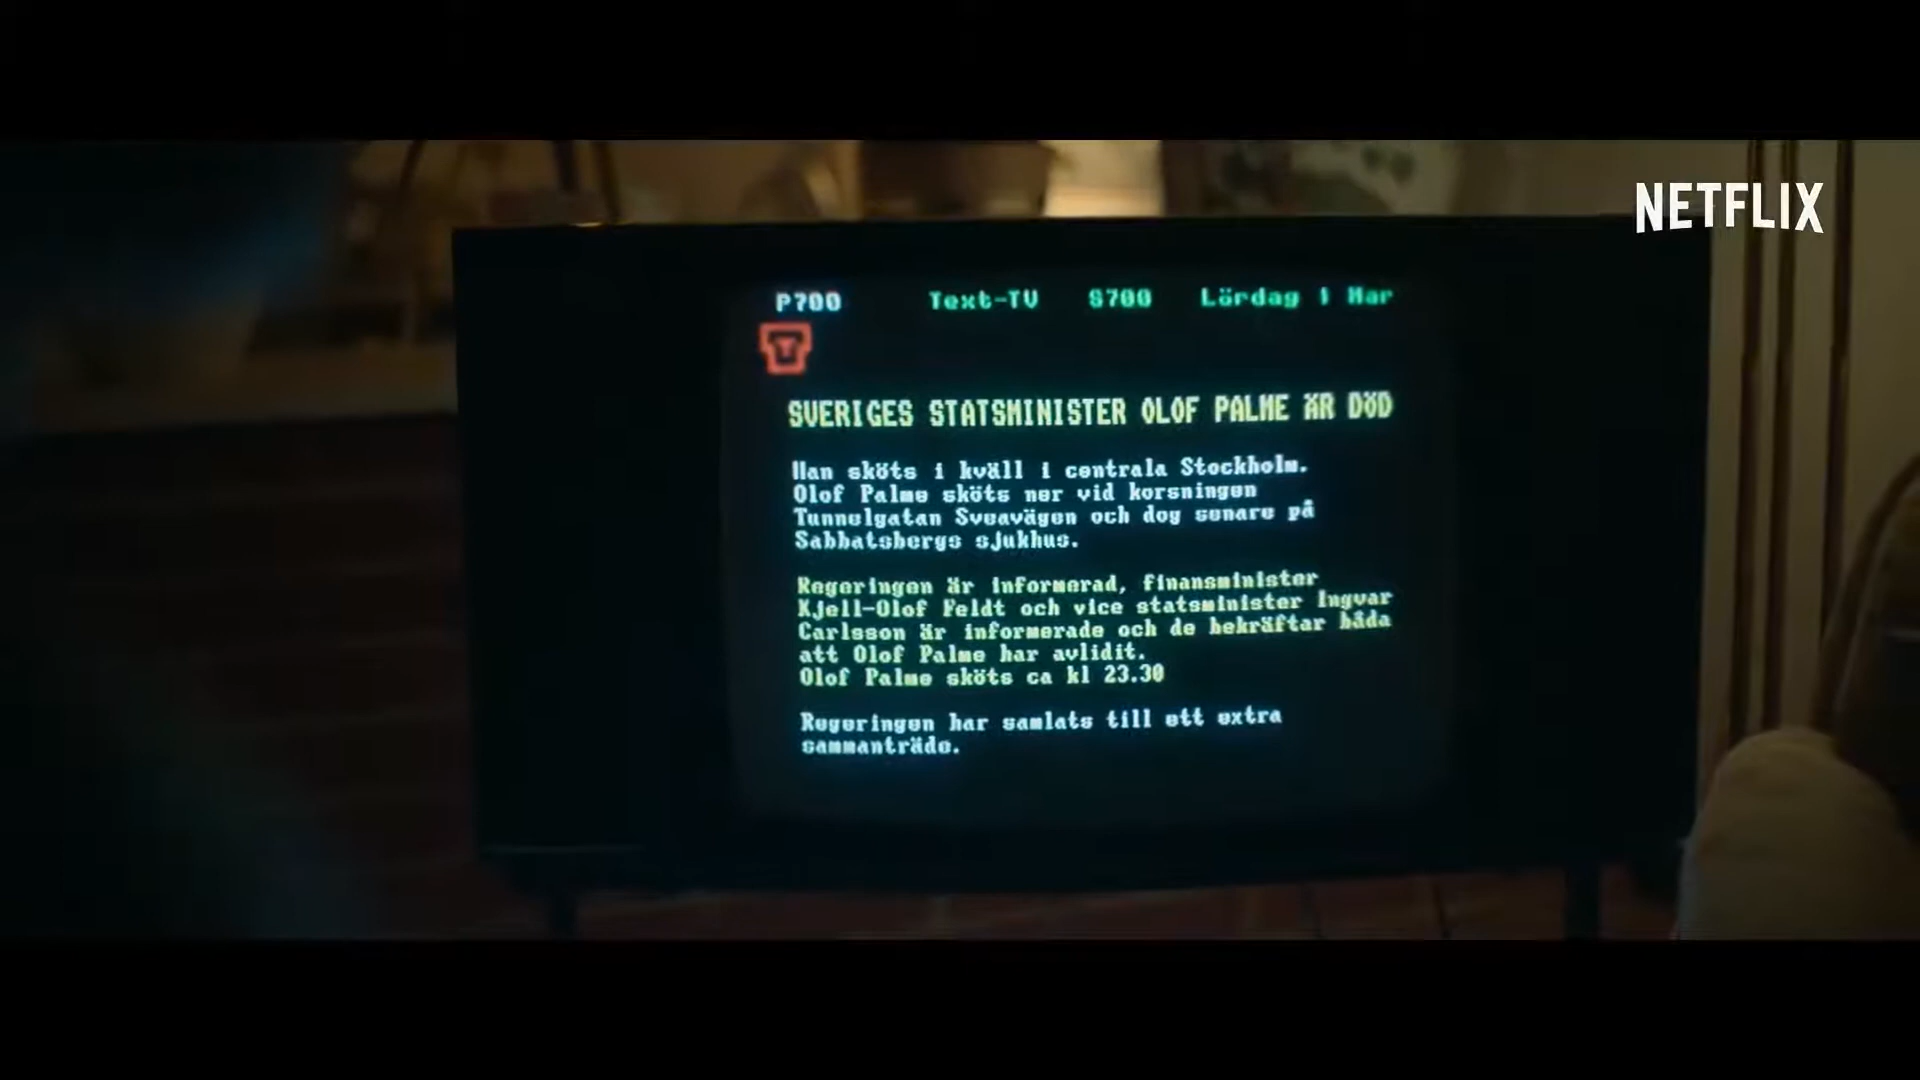 NETFLIX
P700 Text-TV S700 Lördag 1 Mar
T
SVERIGES STATSMINISTER OLOF PALME ÄR DÖD
Han sköts i kväll i centrala Stockholm.
Olof Palme sköts ner vid korsningen
Tunnelgatan Sveavägen och dog senare på
Sabbatsbergs sjukhus.
Regeringen är informerad, finansminister
Kjell-Olof Feldt och vice statsminister Ingvar
Carlsson är informerade och de bekräftar båda
att Olof Palme har avlidit.
Olof Palme sköts ca kl 23.30
Regeringen har samlats till ett extra
sammanträde.